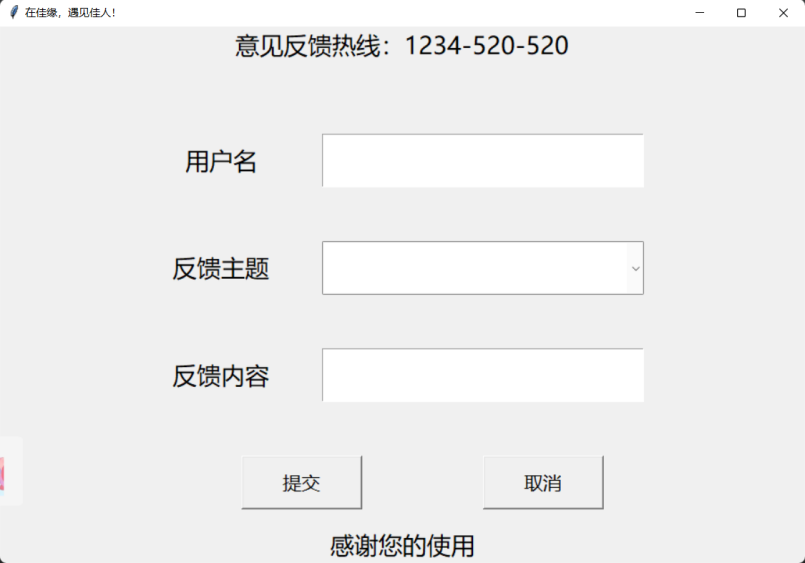 在佳缘，遇见佳人！
意见反馈热线：1234-520-520
用户名
反馈主题
反馈内容
提交
取消
感谢您的使用